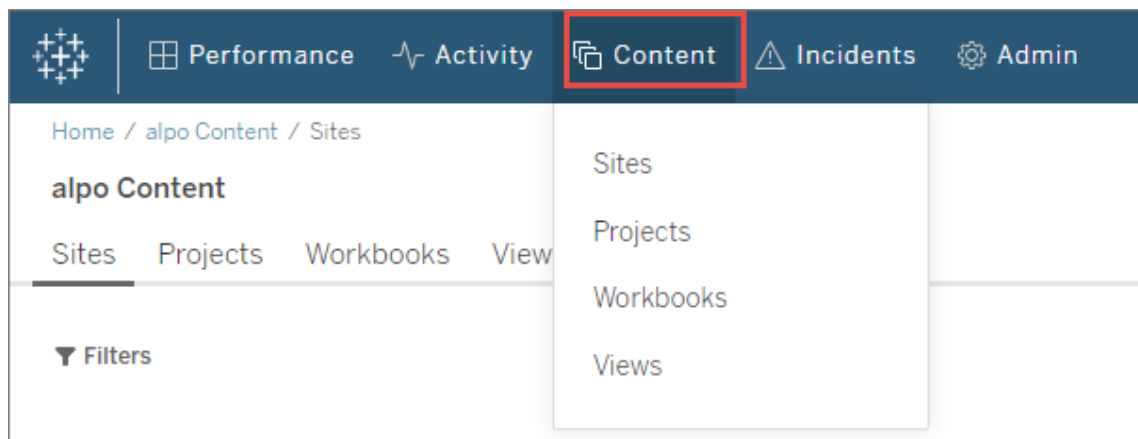 Performance Activity Content Incidents Admin
Home / alpo Content / Sites
alpo Content
Sites Projects Workbooks View
Filters
Sites
Projects
Workbooks
Views